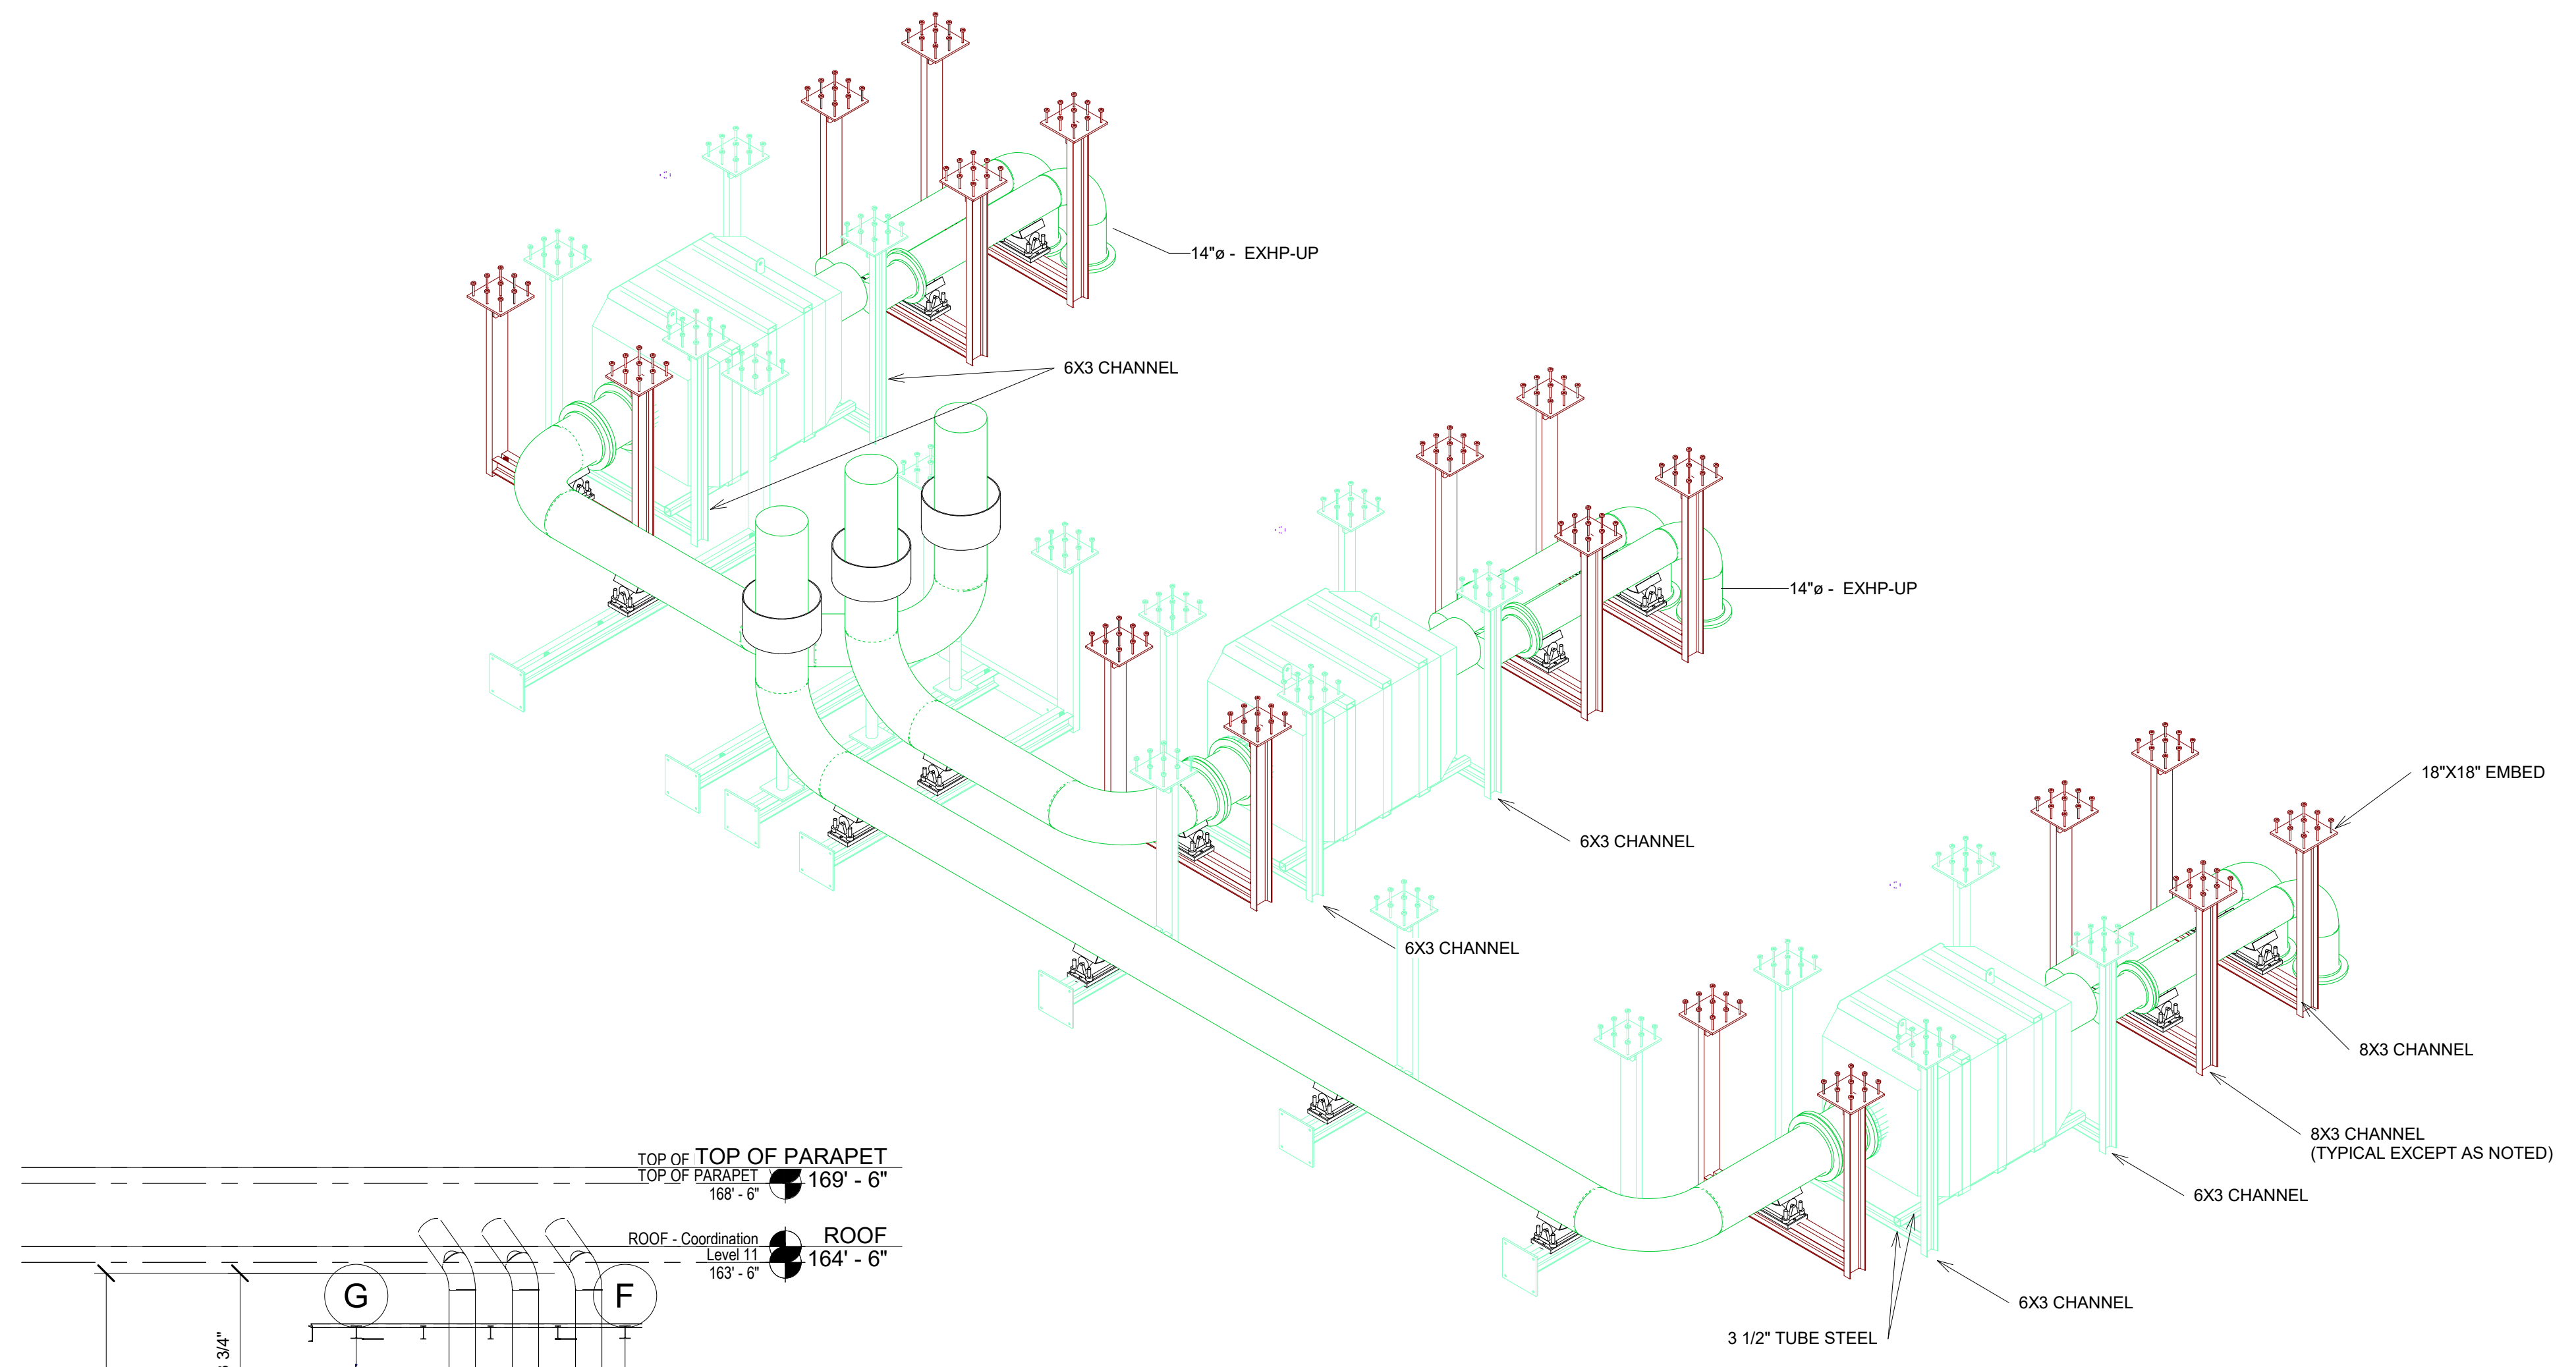 14"ø - EXHP-UP
6X3 CHANNEL
14"ø - EXHP-UP
18"X18" EMBED
6X3 CHANNEL
6X3 CHANNEL
8X3 CHANNEL
8X3 CHANNEL
(TYPICAL EXCEPT AS NOTED)
6X3 CHANNEL
6X3 CHANNEL
3 1/2" TUBE STEEL
TOP OF TOP OF PARAPET
TOP OF PARAPET 169' - 6"
168' - 6"
ROOF - Coordination ROOF
Level 11 164' - 6"
163' - 6"
G F
3/4"